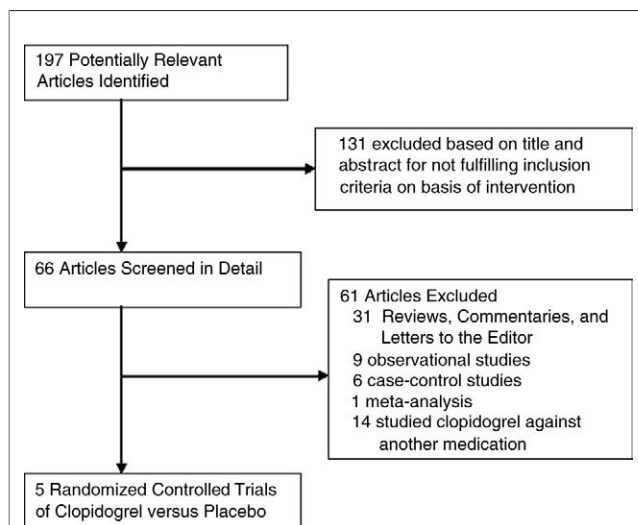 197 Potentially Relevant
Articles Identified
131 excluded based on title and
abstract for not fulfilling inclusion
criteria on basis of intervention
66 Articles Screened in Detail
61 Articles Excluded
31 Reviews, Commentaries, and
Letters to the Editor
9 observational studies
6 case-control studies
1 meta-analysis
14 studied clopidogrel against
another medication
5 Randomized Controlled Trials
of Clopidogrel versus Placebo